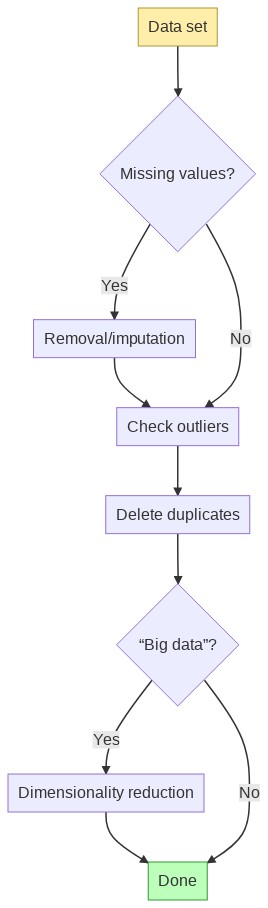 Data set
Missing values?
Yes
Removal/imputation
No
Check outliers
Delete duplicates
“Big data”?
Yes
Dimensionality reduction
No
Done